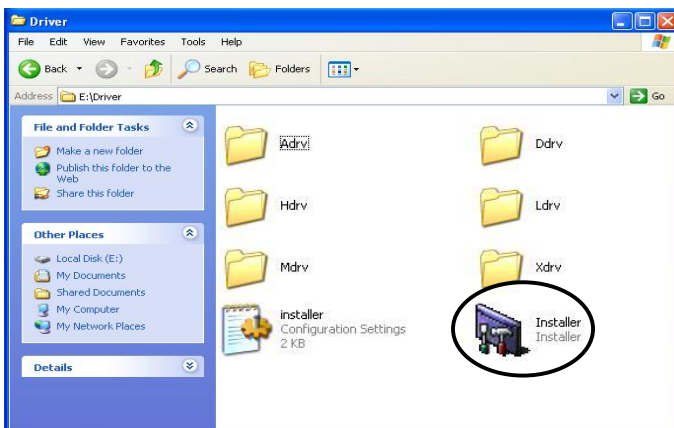 Driver
File Edit View Favorites Tools Help
Back Search Folders
Address E:\Driver Go
File and Folder Tasks
Make a new folder
Publish this folder to the
Web
Share this folder
Other Places
Local Disk (E:)
My Documents
Shared Documents
My Computer
My Network Places
Details
Adrv Ddrv
Hdrv Ldrv
Mdrv Xdrv
installer
Configuration Settings
2 KB
Installer
Installer